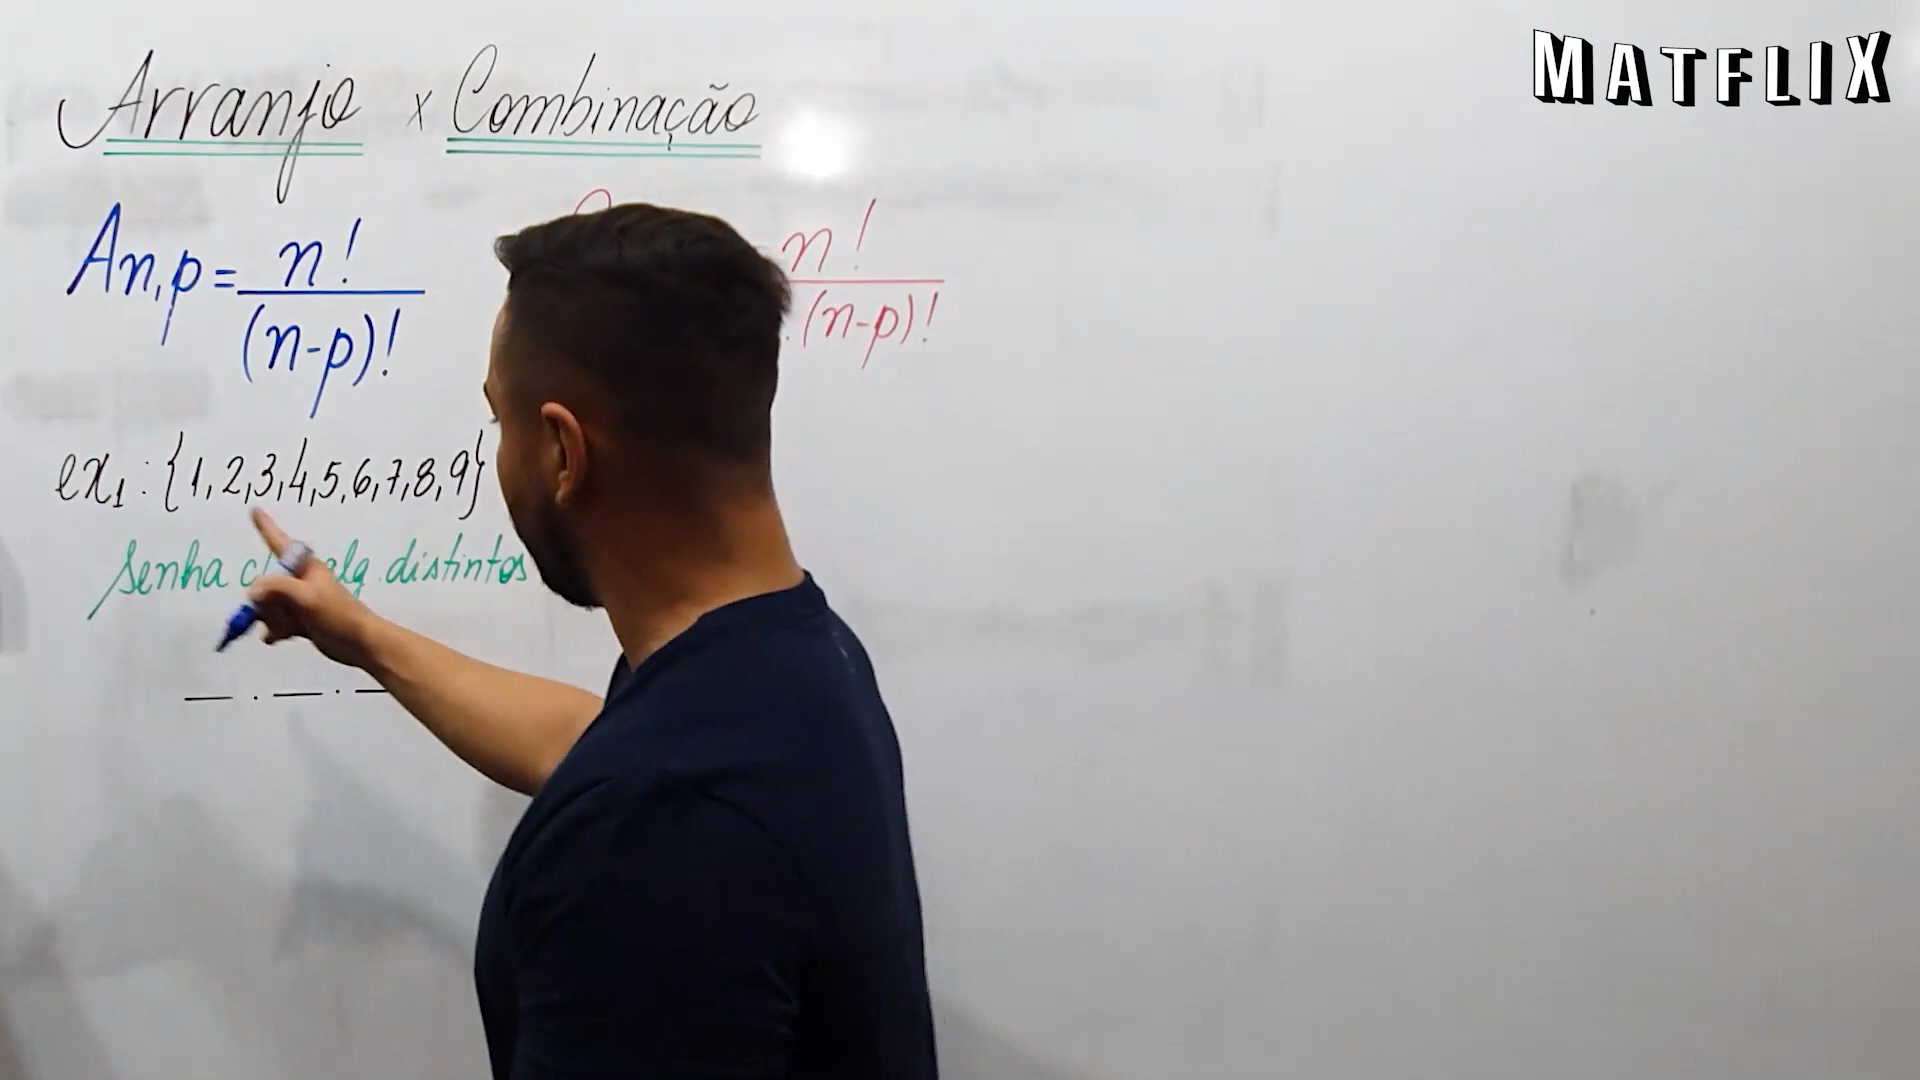 MATFLIX
Arranjo x Combinação
An,p = n! / (n-p)!
n! / . (n-p)!
ex1: {1,2,3,4,5,6,7,8,9}
senha distintos